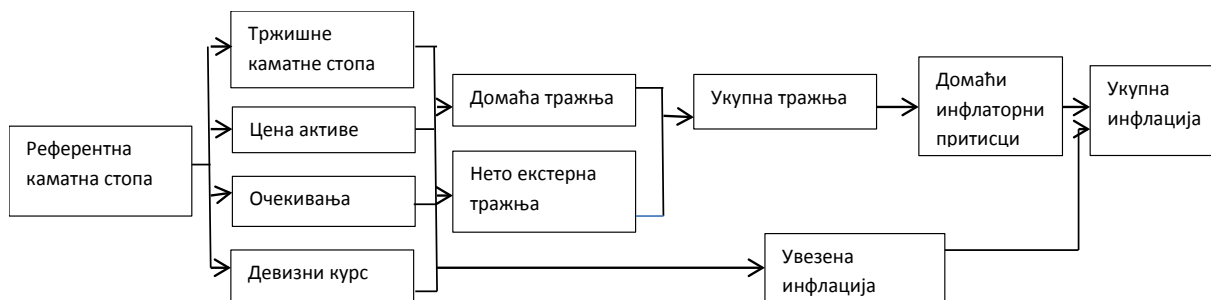 Референтна
каматна стопа
Тржишне
каматне стопа
Цена активе
Очекивања
Девизни курс
Домаћа тражња
Нето екстерна
тражња
Укупна тражња
Увезена
инфлација
Домаћи
инфлаторни
притисци
Укупна
инфлација